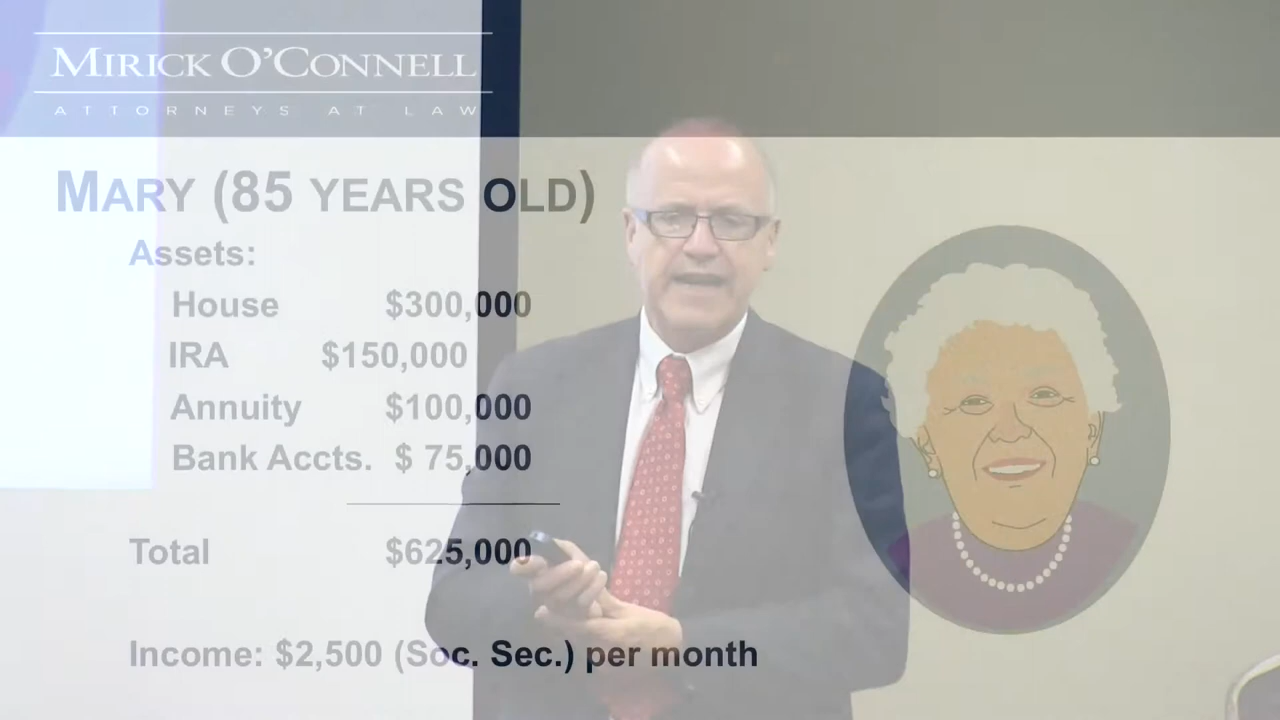 MIRICK O'CONNELL
ATTORNEYS AT LAW
MARY (85 YEARS OLD)
Assets:
House $300,000
IRA $150,000
Annuity $100,000
Bank Accts. $ 75,000
Total $625,000
Income: $2,500 (Soc. Sec.) per month